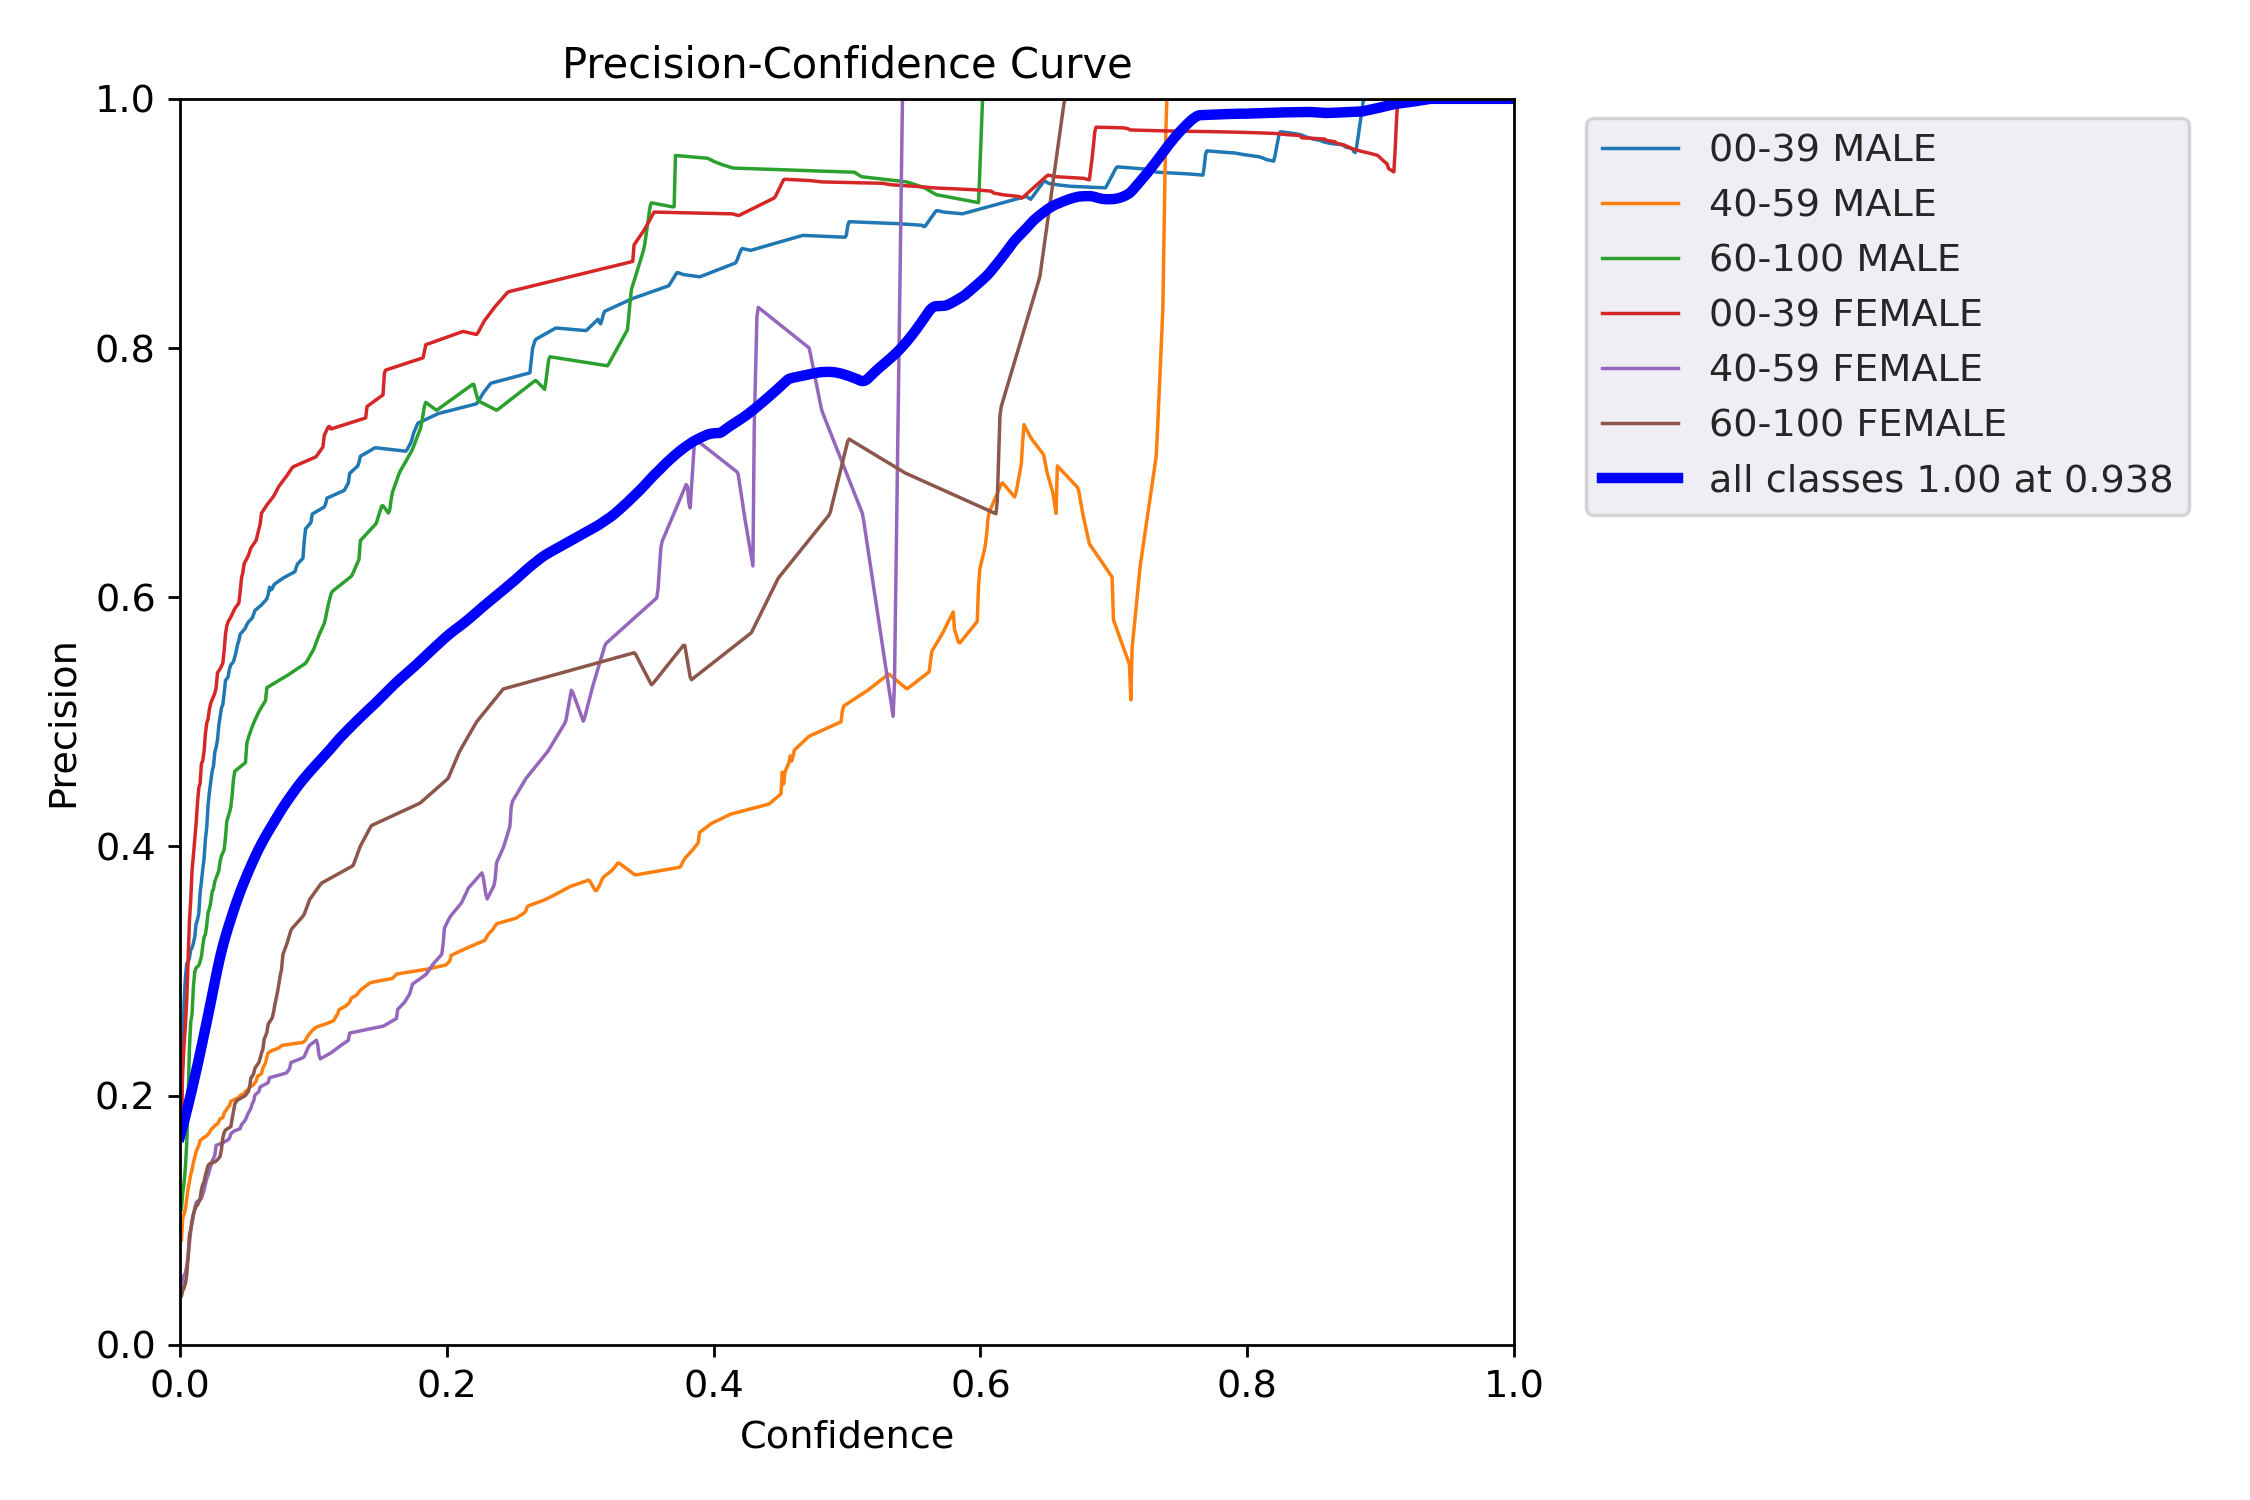 Precision-Confidence Curve
1.0
0.8
0.6
0.4
0.2
0.0
Precision
0.0 0.2 0.4 0.6 0.8 1.0
Confidence
00-39 MALE
40-59 MALE
60-100 MALE
00-39 FEMALE
40-59 FEMALE
60-100 FEMALE
all classes 1.00 at 0.938